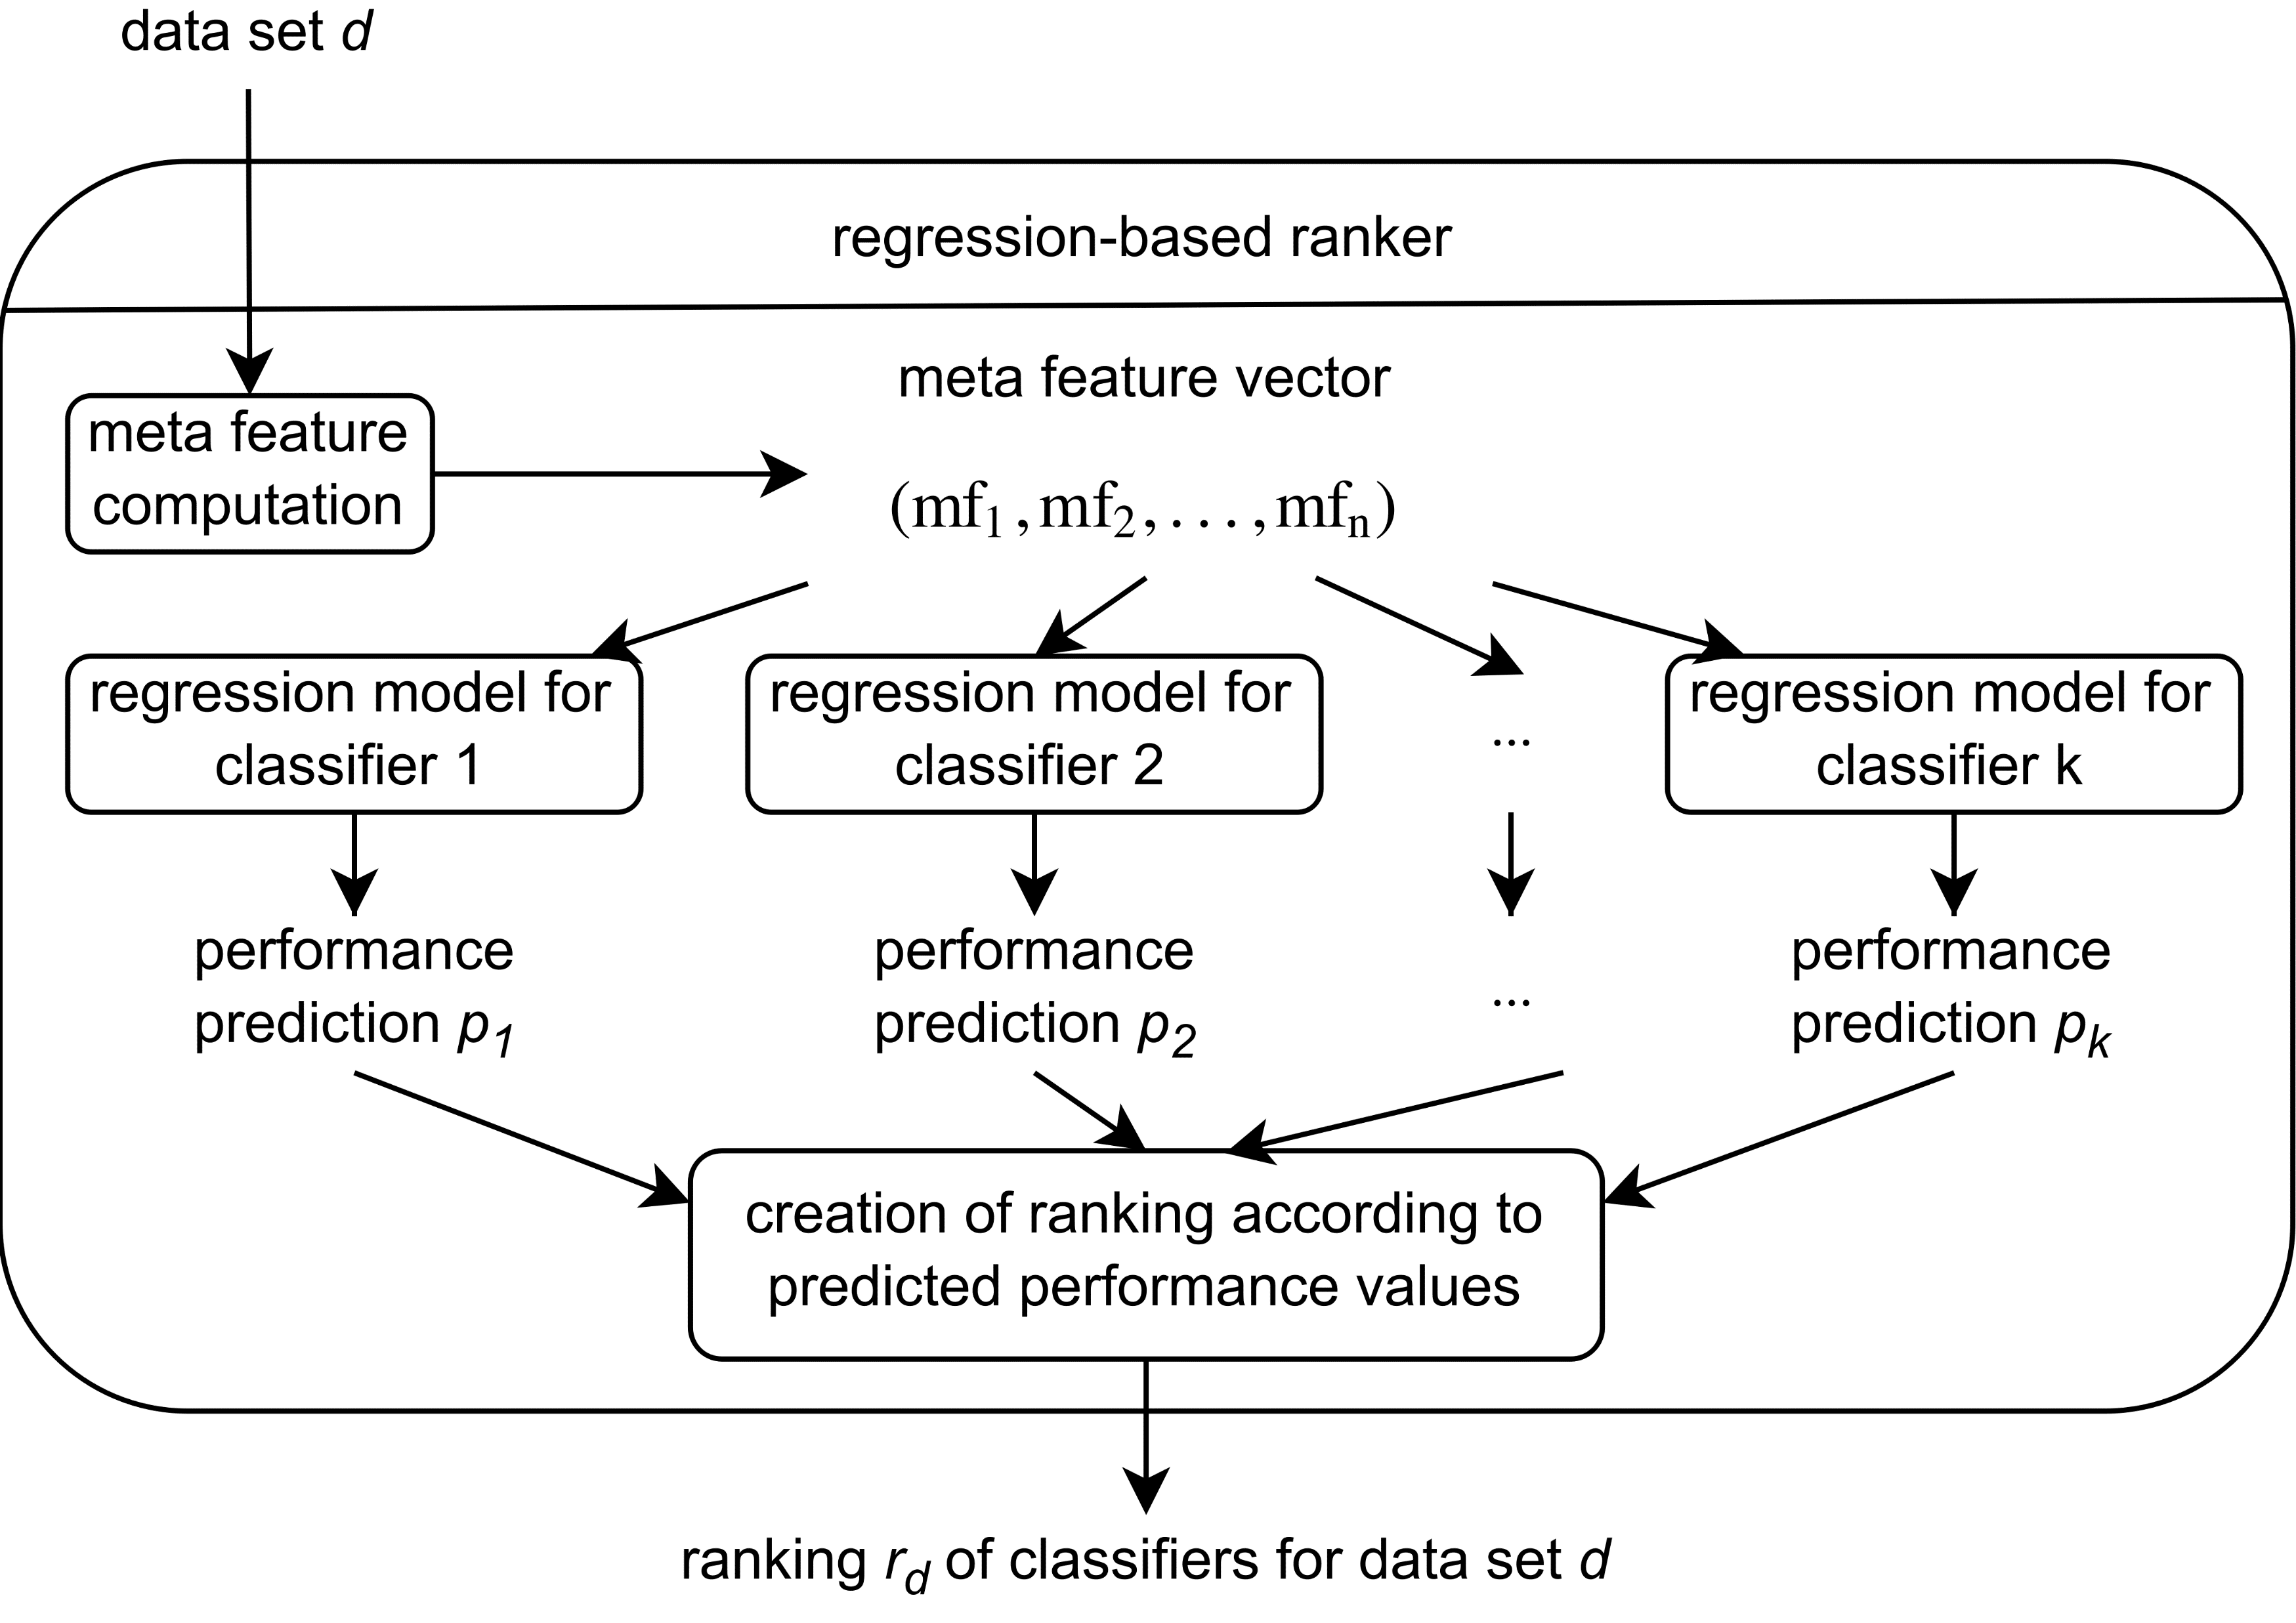 data set d
regression-based ranker
meta feature vector
meta feature
computation
(mf₁, mf₂, ..., mfₙ)
regression model for
classifier 1
regression model for
classifier 2
...
regression model for
classifier k
performance
prediction p₁
performance
prediction p₂
...
performance
prediction pₖ
creation of ranking according to
predicted performance values
ranking r_d of classifiers for data set d